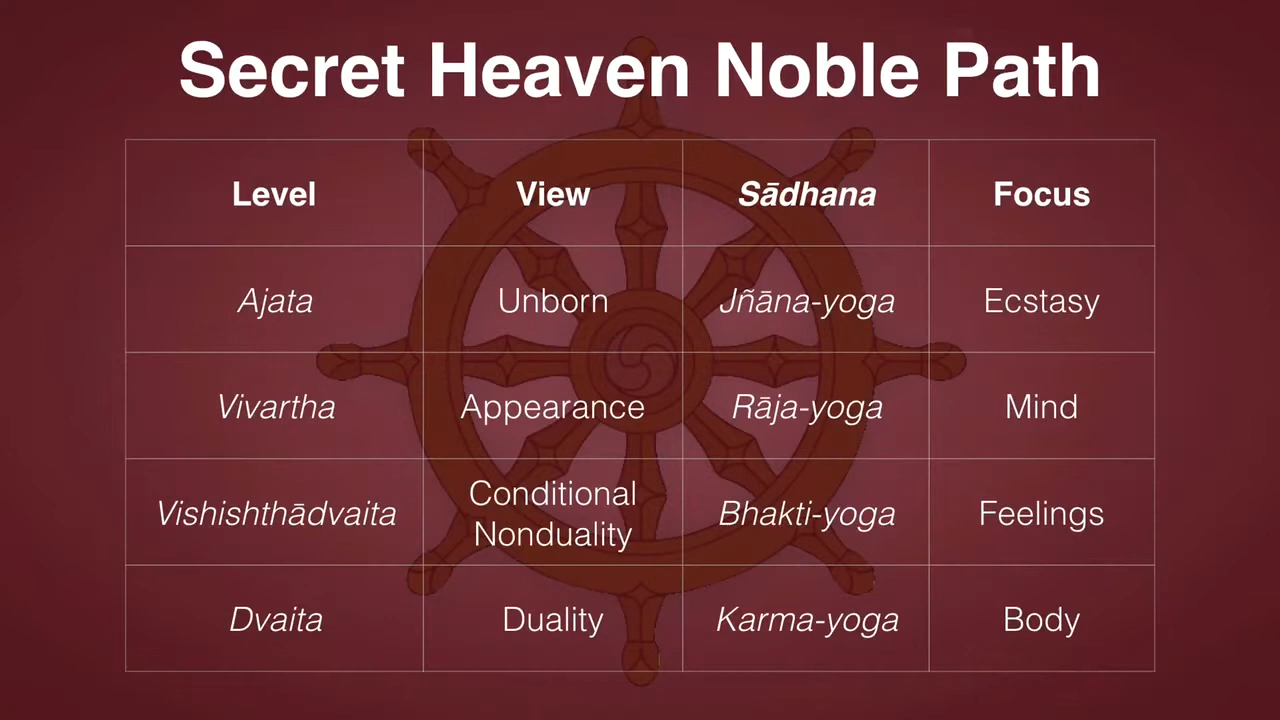 Secret Heaven Noble Path
Level View Sādhana Focus
Ajata Unborn Jñāna-yoga Ecstasy
Vivartha Appearance Rāja-yoga Mind
Vishishthādvaita Conditional Nonduality Bhakti-yoga Feelings
Dvaita Duality Karma-yoga Body